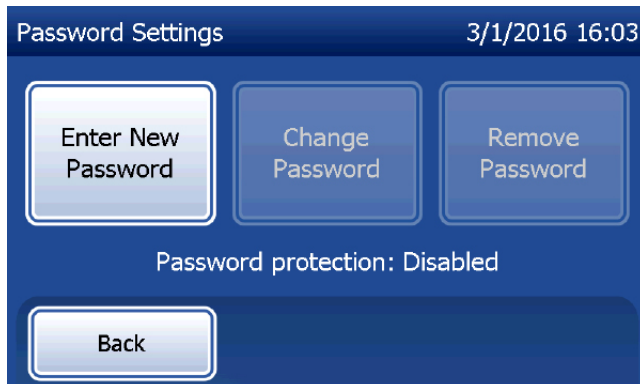 Password Settings 3/1/2016 16:03
Enter New
Password
Change
Password
Remove
Password
Password protection: Disabled
Back